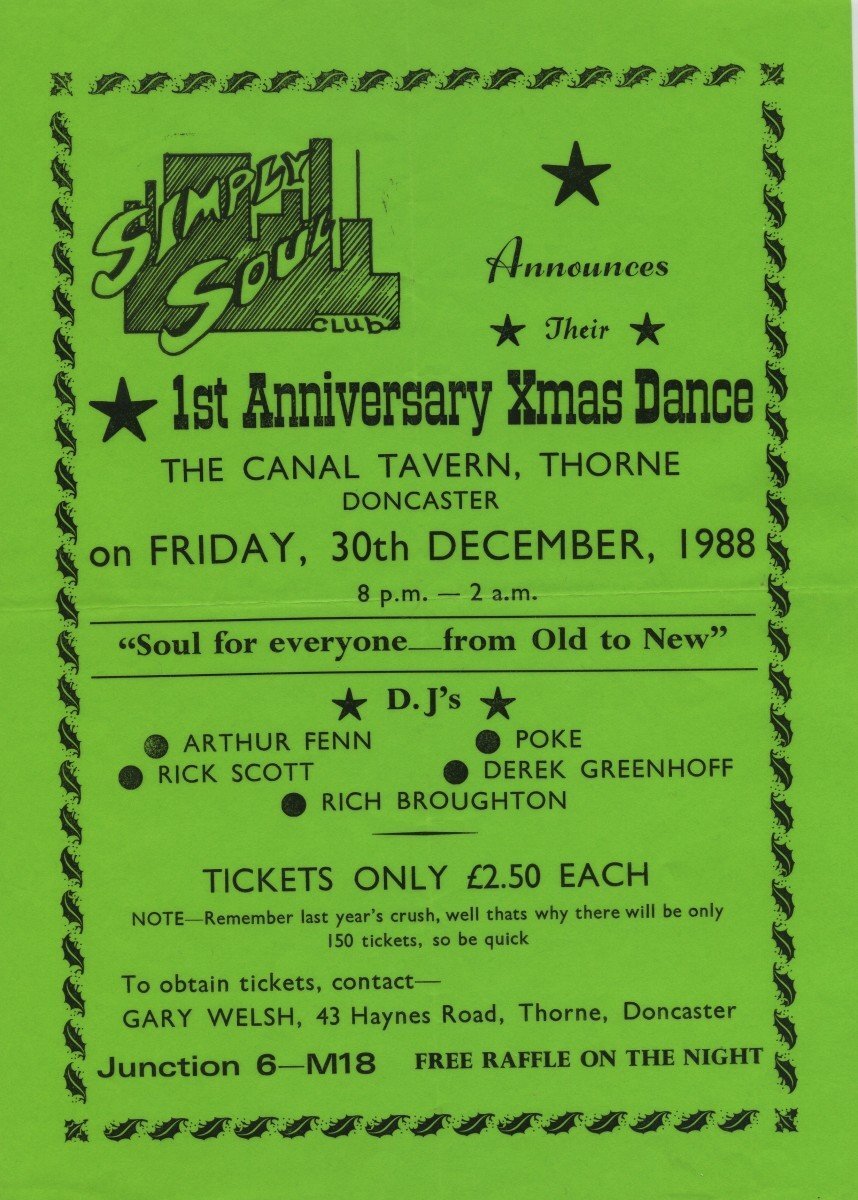 SIMPLY
SOUL
CLUB
Announces
Their
1st Anniversary Xmas Dance
THE CANAL TAVERN, THORNE
DONCASTER
on FRIDAY, 30th DECEMBER, 1988
8 p.m. — 2 a.m.
“Soul for everyone—from Old to New”
D.J’s
ARTHUR FENN
POKE
RICK SCOTT
DEREK GREENHOFF
RICH BROUGHTON
TICKETS ONLY £2.50 EACH
NOTE—Remember last year’s crush, well thats why there will be only
150 tickets, so be quick
To obtain tickets, contact—
GARY WELSH, 43 Haynes Road, Thorne, Doncaster
Junction 6—M18 FREE RAFFLE ON THE NIGHT